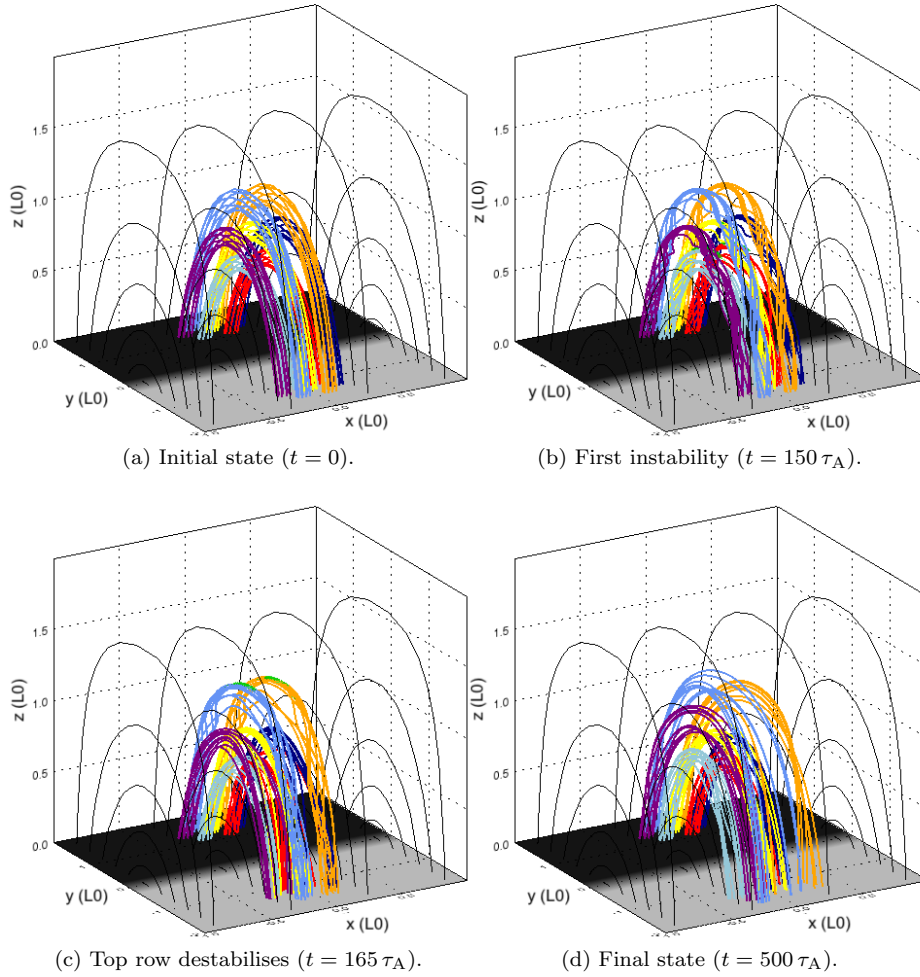 1.5
1.0
z (L0)
0.5
0.0
y (L0)
x (L0)
(a) Initial state (t = 0).
1.5
1.0
z (L0)
0.5
0.0
y (L0)
x (L0)
(b) First instability (t = 150 τA).
1.5
1.0
z (L0)
0.5
0.0
y (L0)
x (L0)
(c) Top row destabilises (t = 165 τA).
1.5
1.0
z (L0)
0.5
0.0
y (L0)
x (L0)
(d) Final state (t = 500 τA).